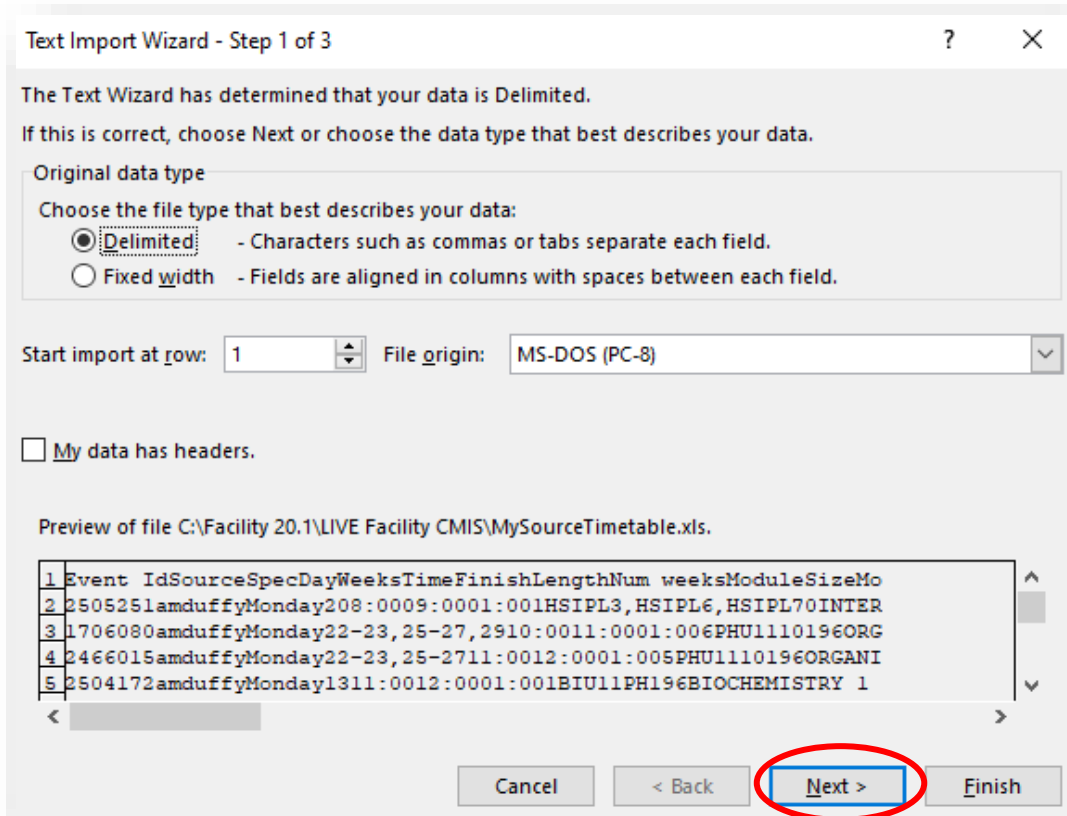 Text Import Wizard - Step 1 of 3 ?
The Text Wizard has determined that your data is Delimited.
If this is correct, choose Next or choose the data type that best describes your data.
Original data type
Choose the file type that best describes your data:
Delimited - Characters such as commas or tabs separate each field.
Fixed width - Fields are aligned in columns with spaces between each field.
Start import at row: 1 File origin: MS-DOS (PC-8)
My data has headers.
Preview of file C:\Facility 20.1\LIVE Facility CMIS\MySourceTimetable.xls.
1 Event IdSourceSpecDayWeeksTimeFinishLengthNum weeksModuleSizeMo
2 2505251amduffyMonday208:0009:0001:001HSIPL3,HSIPL6,HSIPL70INTER
3 1706080amduffyMonday22-23,25-27,2910:0011:0001:006PHU1110196ORG
4 2466015amduffyMonday22-23,25-2711:0012:0001:005PHU1110196ORGANI
5 2504172amduffyMonday1311:0012:0001:001BIU11PH196BIOCHEMISTRY 1
Cancel < Back Next > Finish